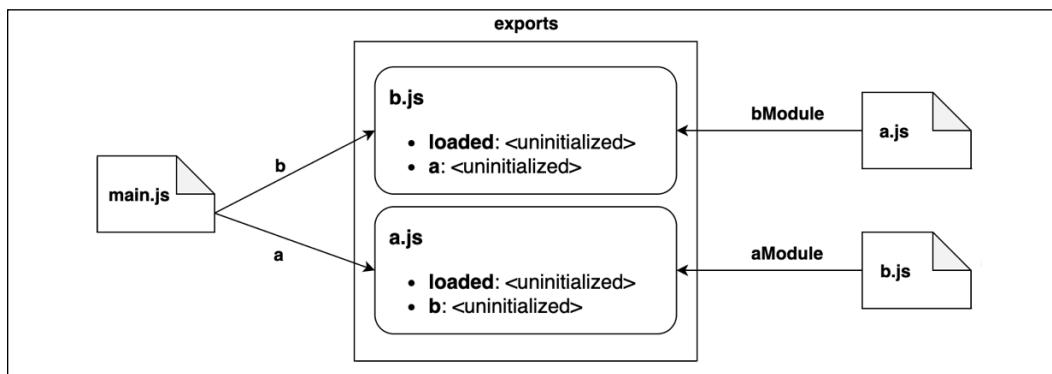 exports
b.js
• loaded: <uninitialized>
• a: <uninitialized>
bModule
a.js
b
main.js
a
a.js
• loaded: <uninitialized>
• b: <uninitialized>
aModule
b.js